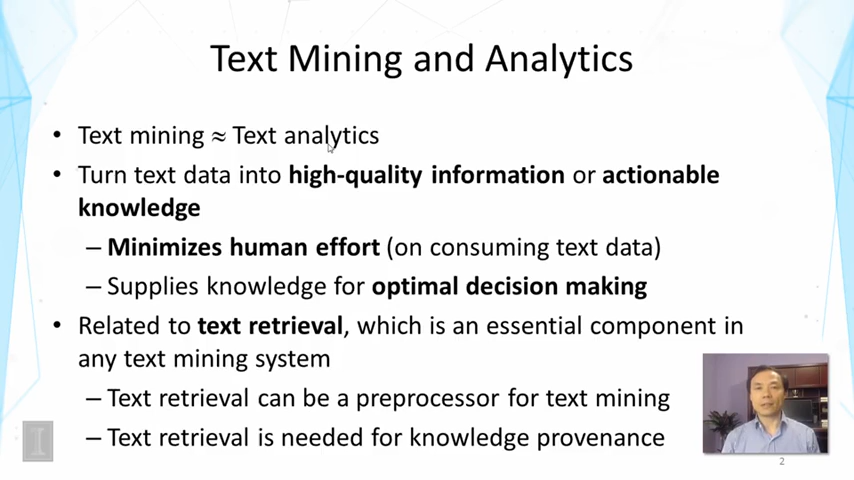 Text Mining and Analytics
• Text mining ≈ Text analytics
• Turn text data into high-quality information or actionable
knowledge
– Minimizes human effort (on consuming text data)
– Supplies knowledge for optimal decision making
• Related to text retrieval, which is an essential component in
any text mining system
– Text retrieval can be a preprocessor for text mining
– Text retrieval is needed for knowledge provenance
I
2